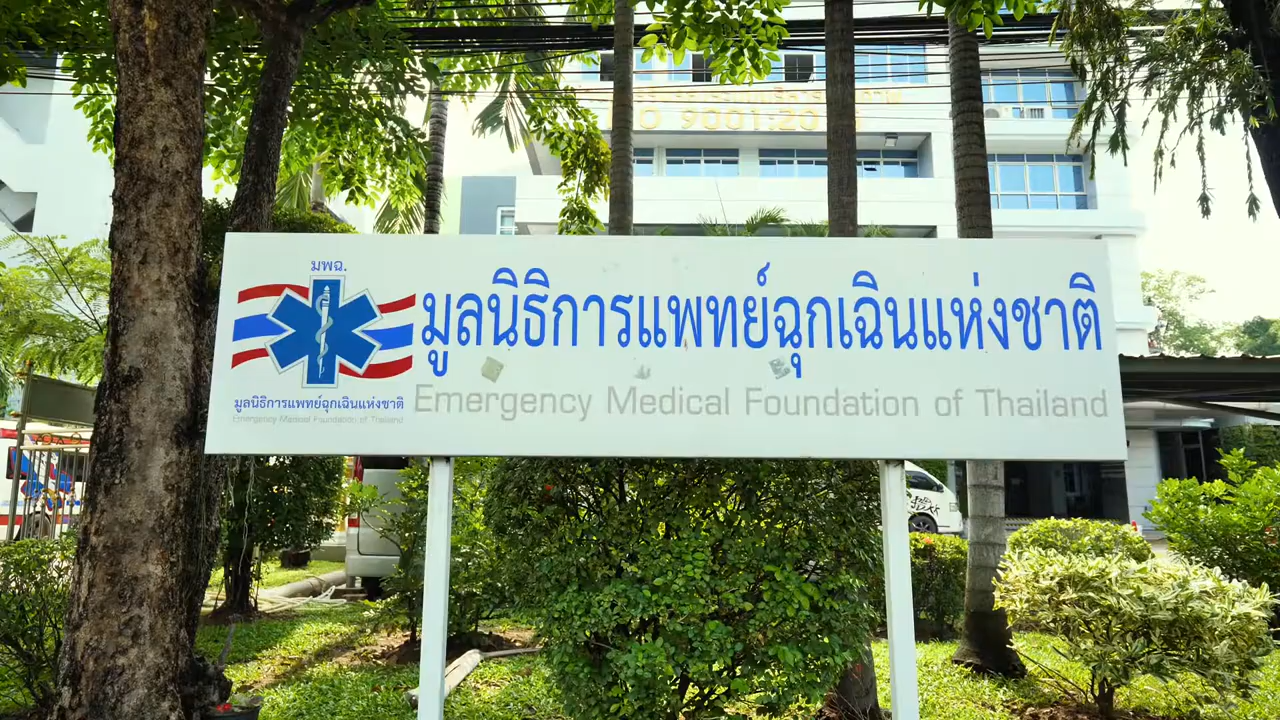 9001:20
มพฉ.
มูลนิธิการแพทย์ฉุกเฉินแห่งชาติ
Emergency Medical Foundation of Thailand
มูลนิธิการแพทย์ฉุกเฉินแห่งชาติ
Emergency Medical Foundation of Thailand